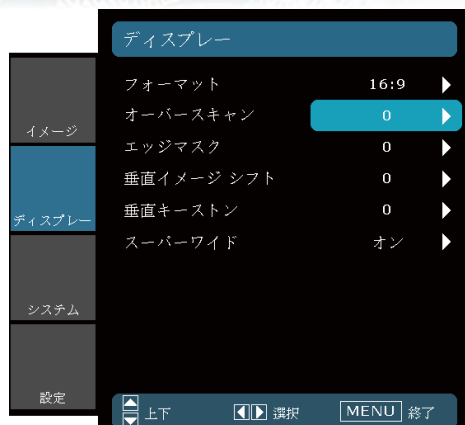 ディスプレー
フォーマット 16:9
オーバースキャン 0
エッジマスク 0
垂直イメージ シフト 0
垂直キーストン 0
スーパーワイド オン
イメージ
ディスプレー
システム
設定
上下 選択 MENU 終了